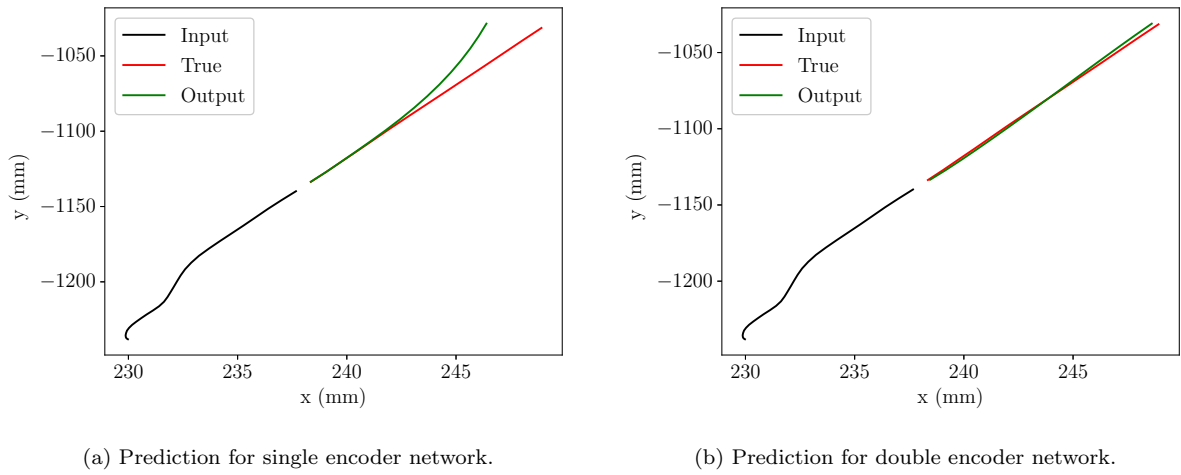 Input
True
Output
−1050
−1100
−1150
−1200
y (mm)
230
235
240
245
x (mm)
(a) Prediction for single encoder network.
Input
True
Output
−1050
−1100
−1150
−1200
y (mm)
230
235
240
245
x (mm)
(b) Prediction for double encoder network.